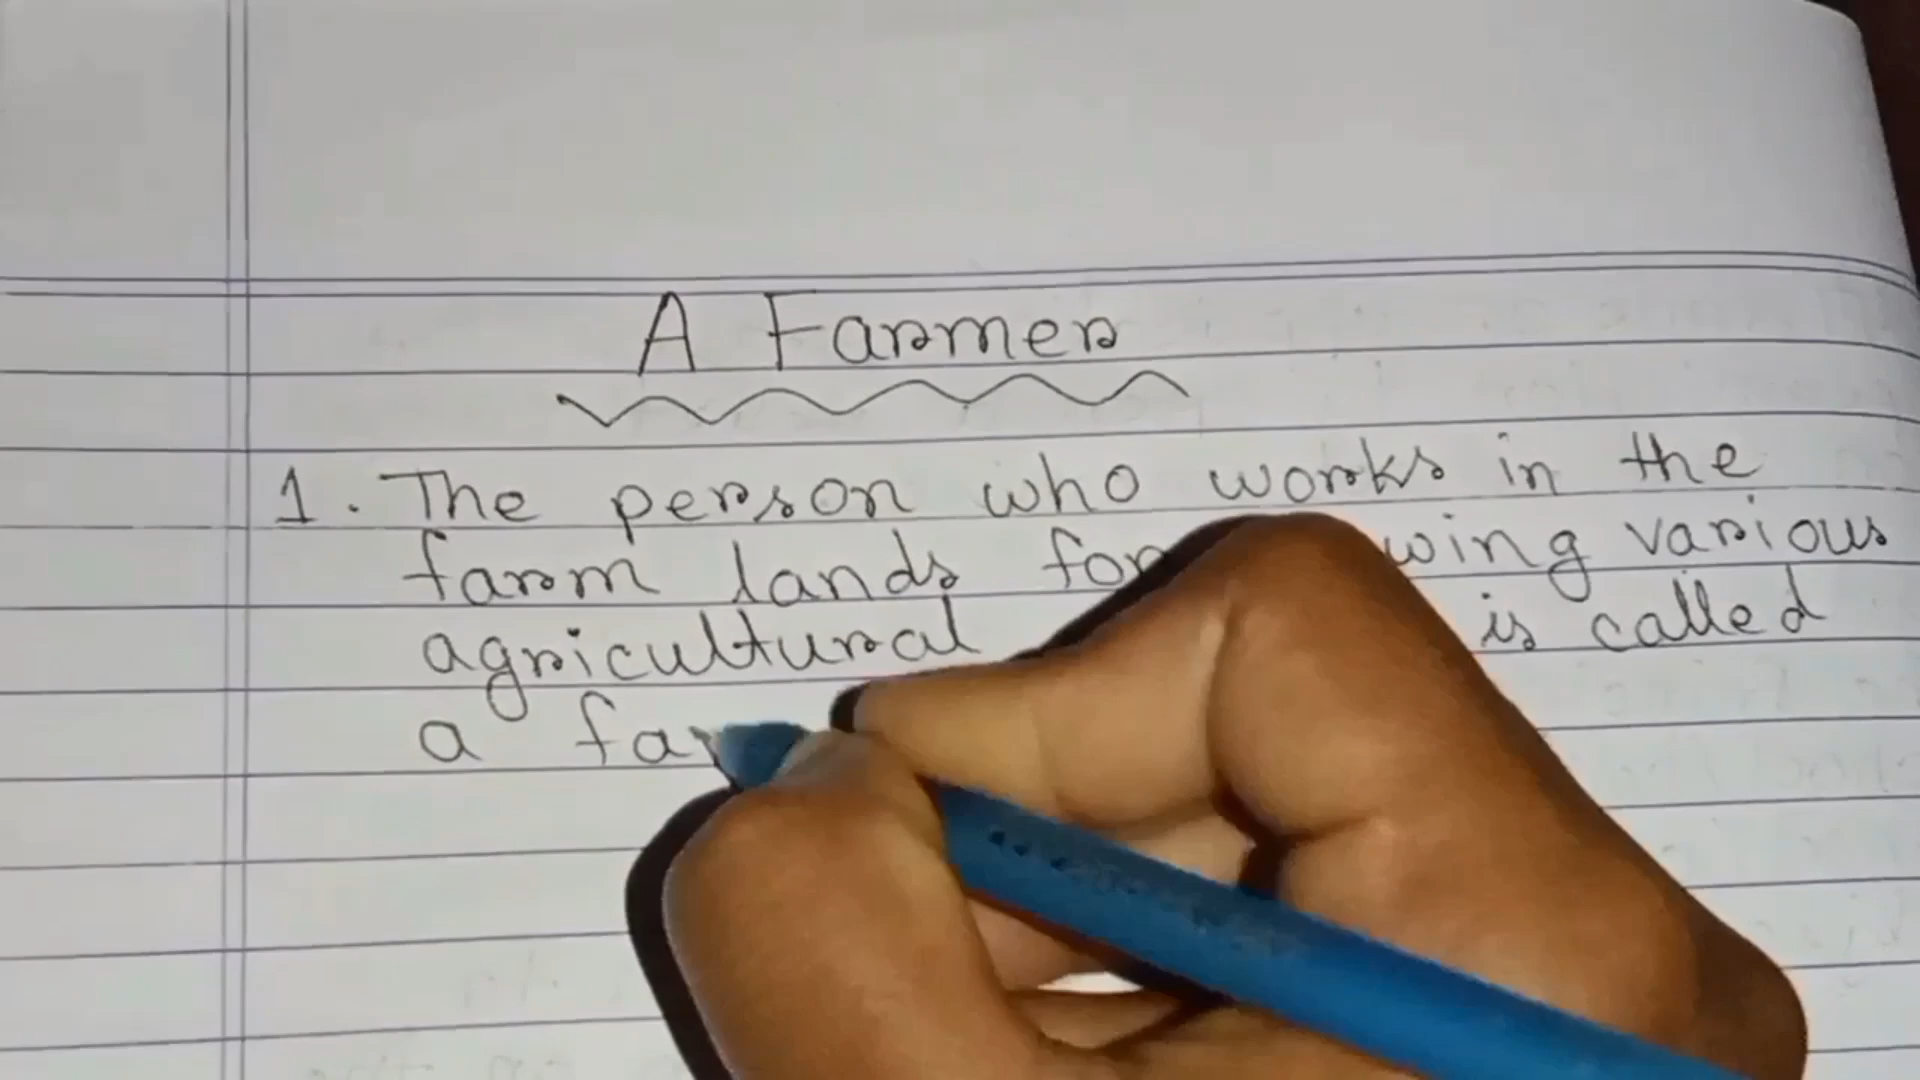 A Farmer
1. The person who works in the
farm lands for wing various
agricultural is called
a fa